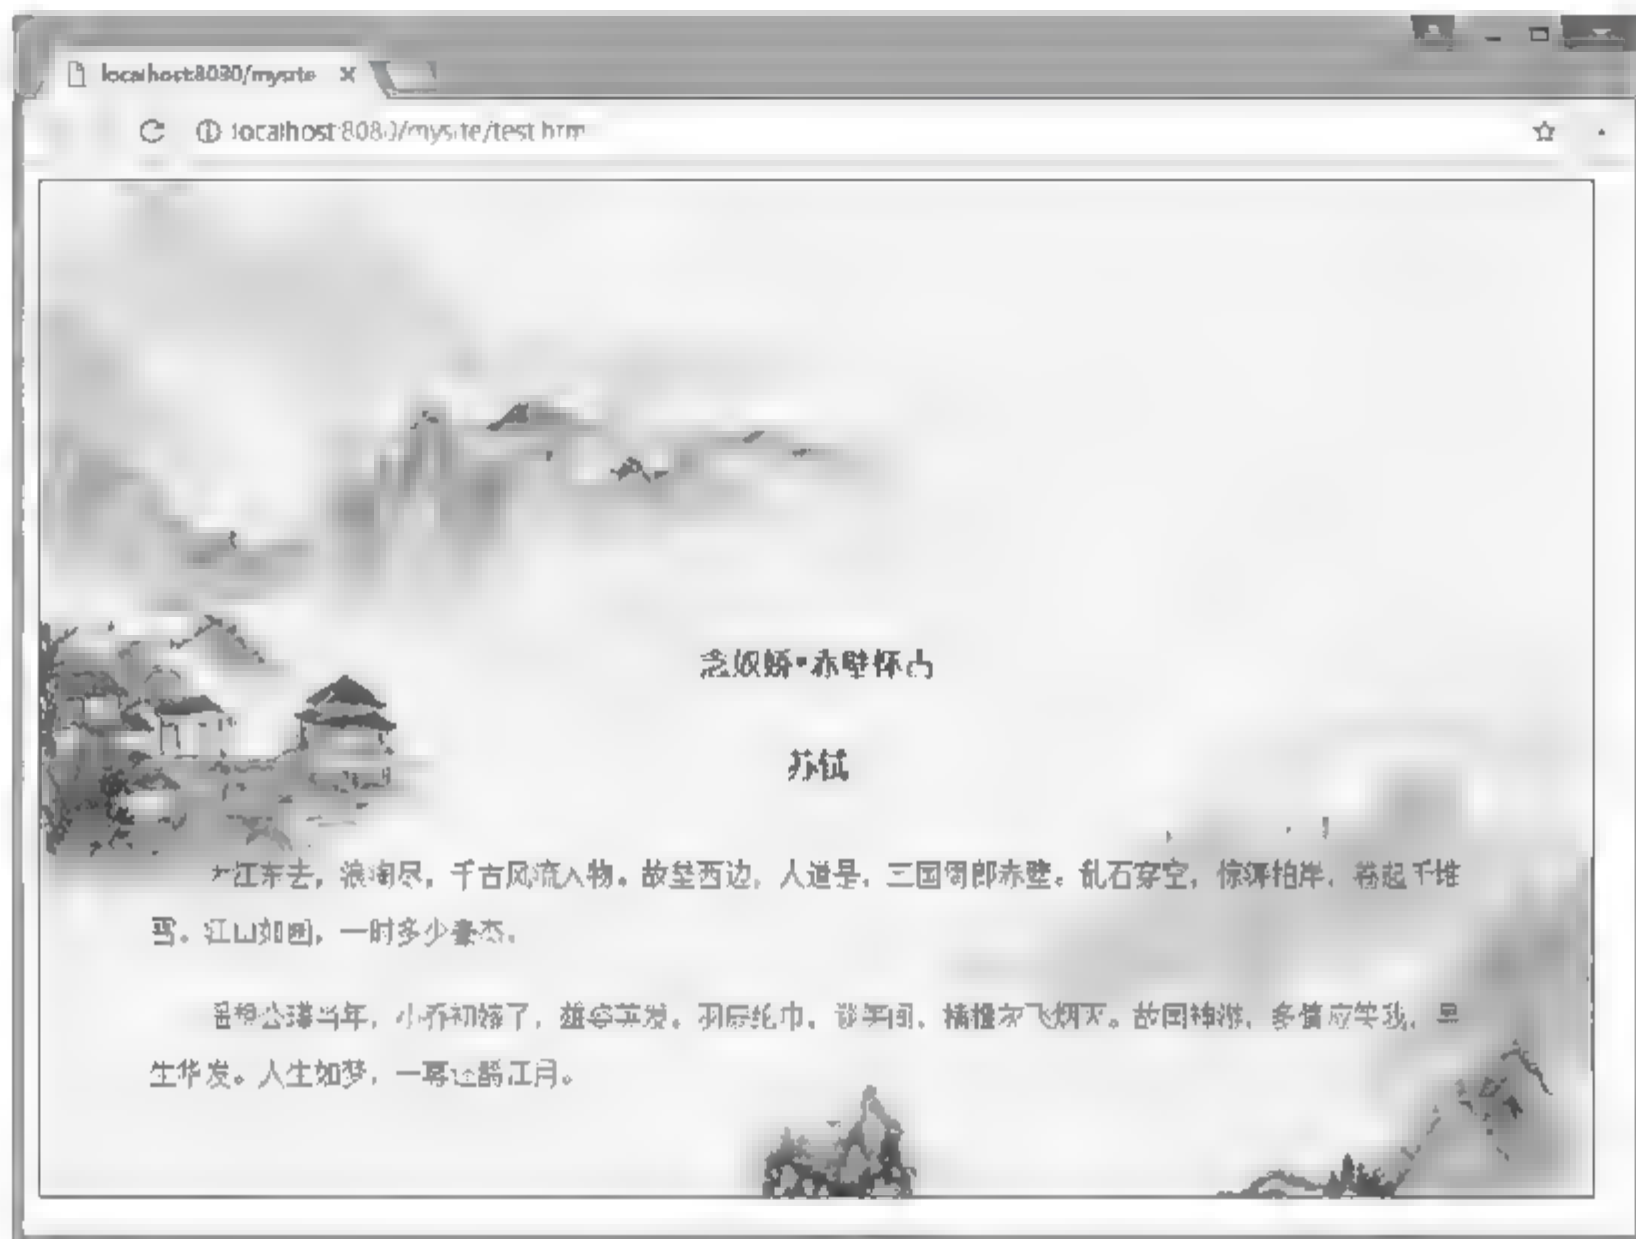 localhost:8080/mysite
localhost:8080/mysite/test.htm
念奴娇·赤壁怀古
苏轼
大江东去，浪淘尽，千古风流人物。故垒西边，人道是，三国周郎赤壁。乱石穿空，惊涛拍岸，卷起千堆
雪。江山如画，一时多少豪杰。
遥想公瑾当年，小乔初嫁了，雄姿英发。羽扇纶巾，谈笑间，樯橹灰飞烟灭。故国神游，多情应笑我，早
生华发。人生如梦，一尊还酹江月。